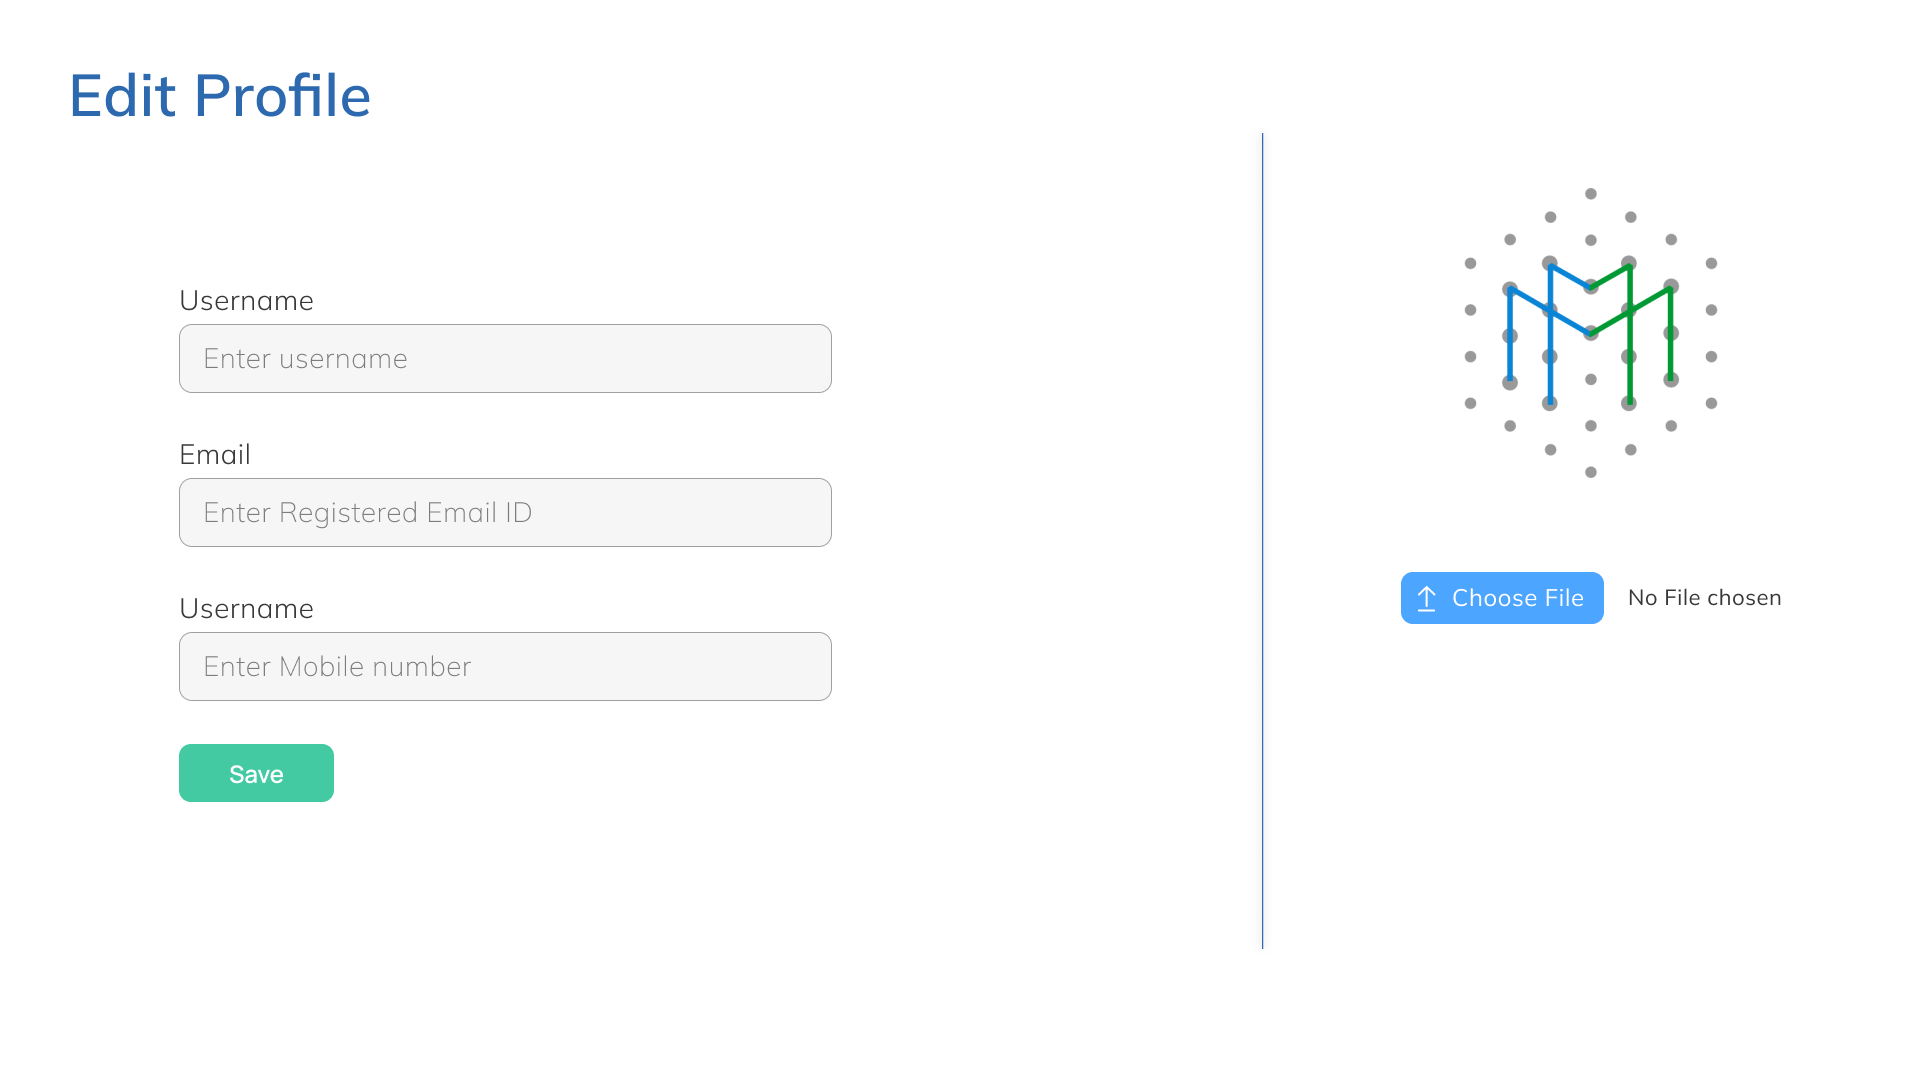 Edit Profile
Username
Enter username
Email
Enter Registered Email ID
Username
Enter Mobile number
Save
Choose File
No File chosen